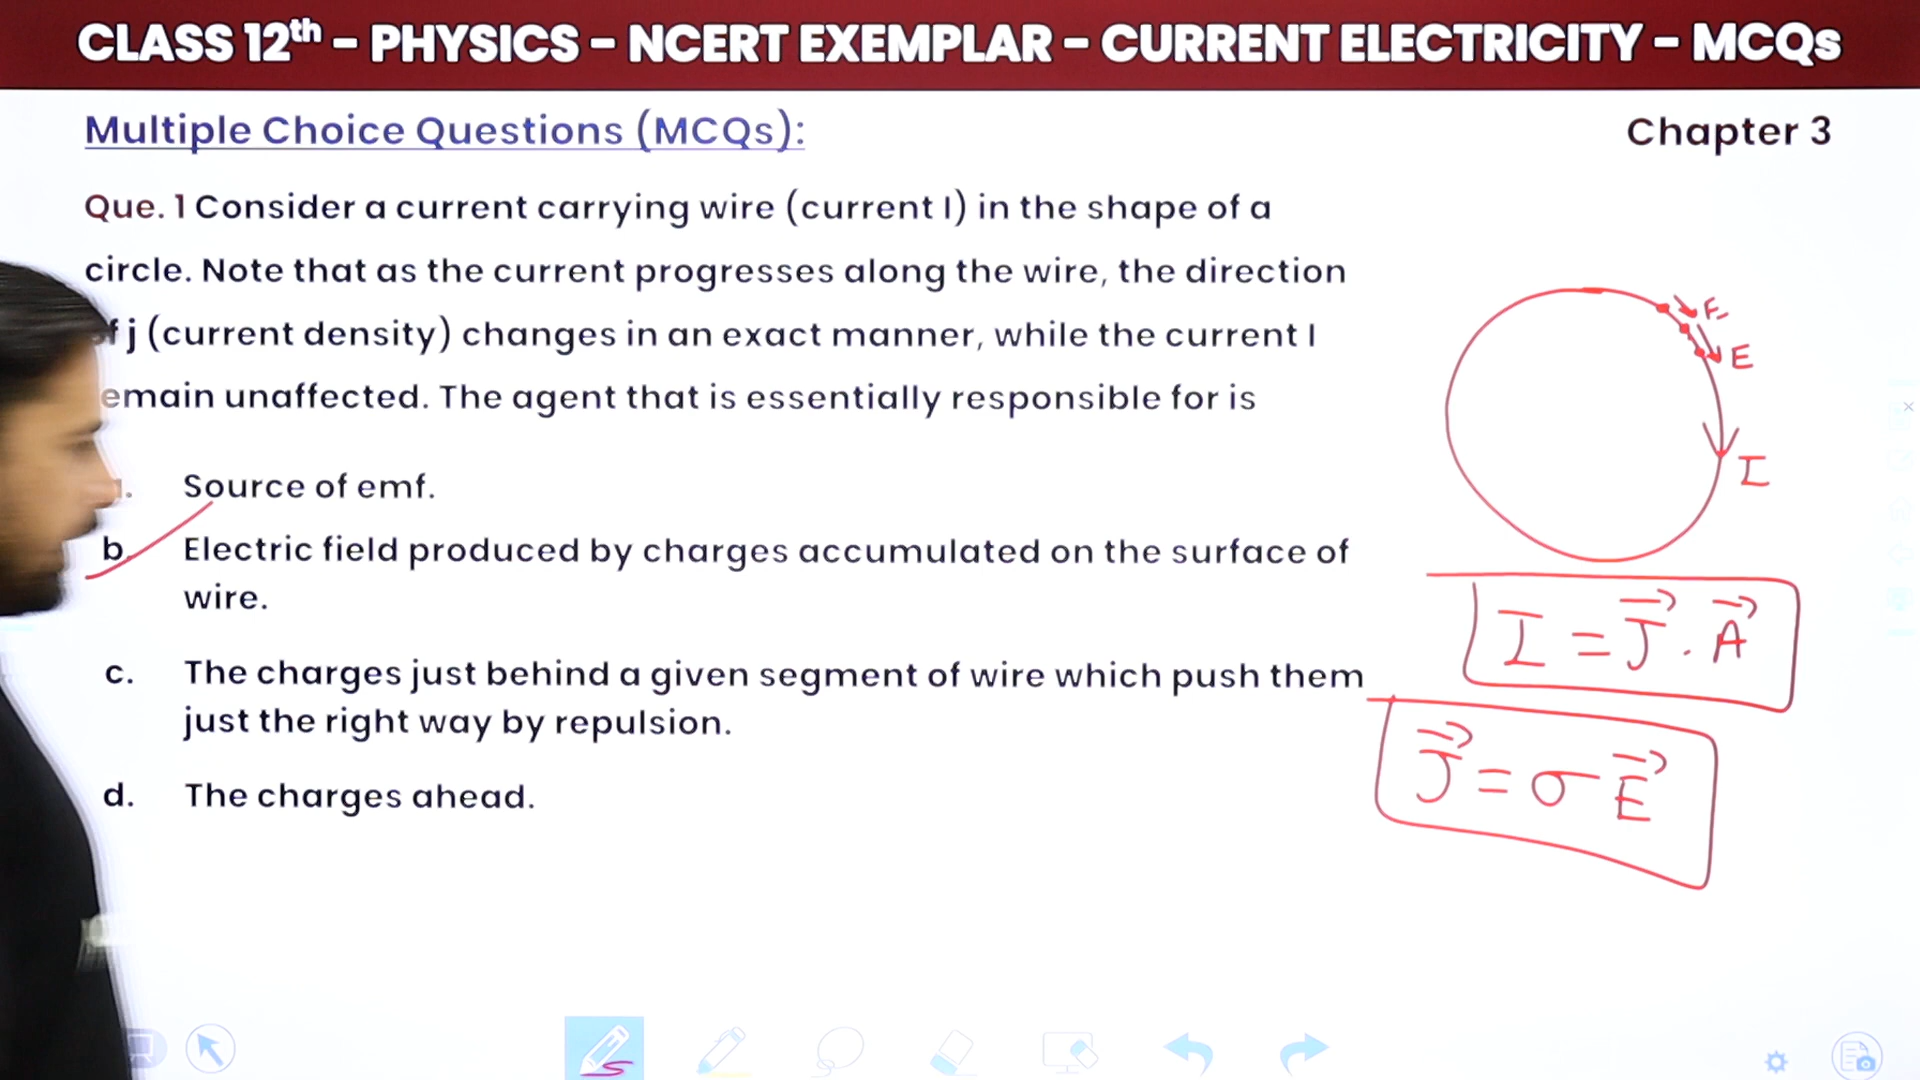 CLASS 12th – PHYSICS – NCERT EXEMPLAR – CURRENT ELECTRICITY – MCQs
Multiple Choice Questions (MCQs):
Chapter 3
Que. 1 Consider a current carrying wire (current I) in the shape of a
circle. Note that as the current progresses along the wire, the direction
f j (current density) changes in an exact manner, while the current I
emain unaffected. The agent that is essentially responsible for is
Source of emf.
b. Electric field produced by charges accumulated on the surface of
wire.
c. The charges just behind a given segment of wire which push them
just the right way by repulsion.
d. The charges ahead.
E
E
I
I = J⃗ . A⃗
J⃗ = σ E⃗